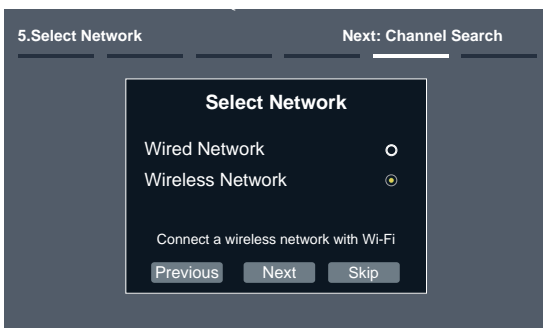 5.Select Network
Next: Channel Search
Select Network
Wired Network
Wireless Network
Connect a wireless network with Wi-Fi
Previous
Next
Skip